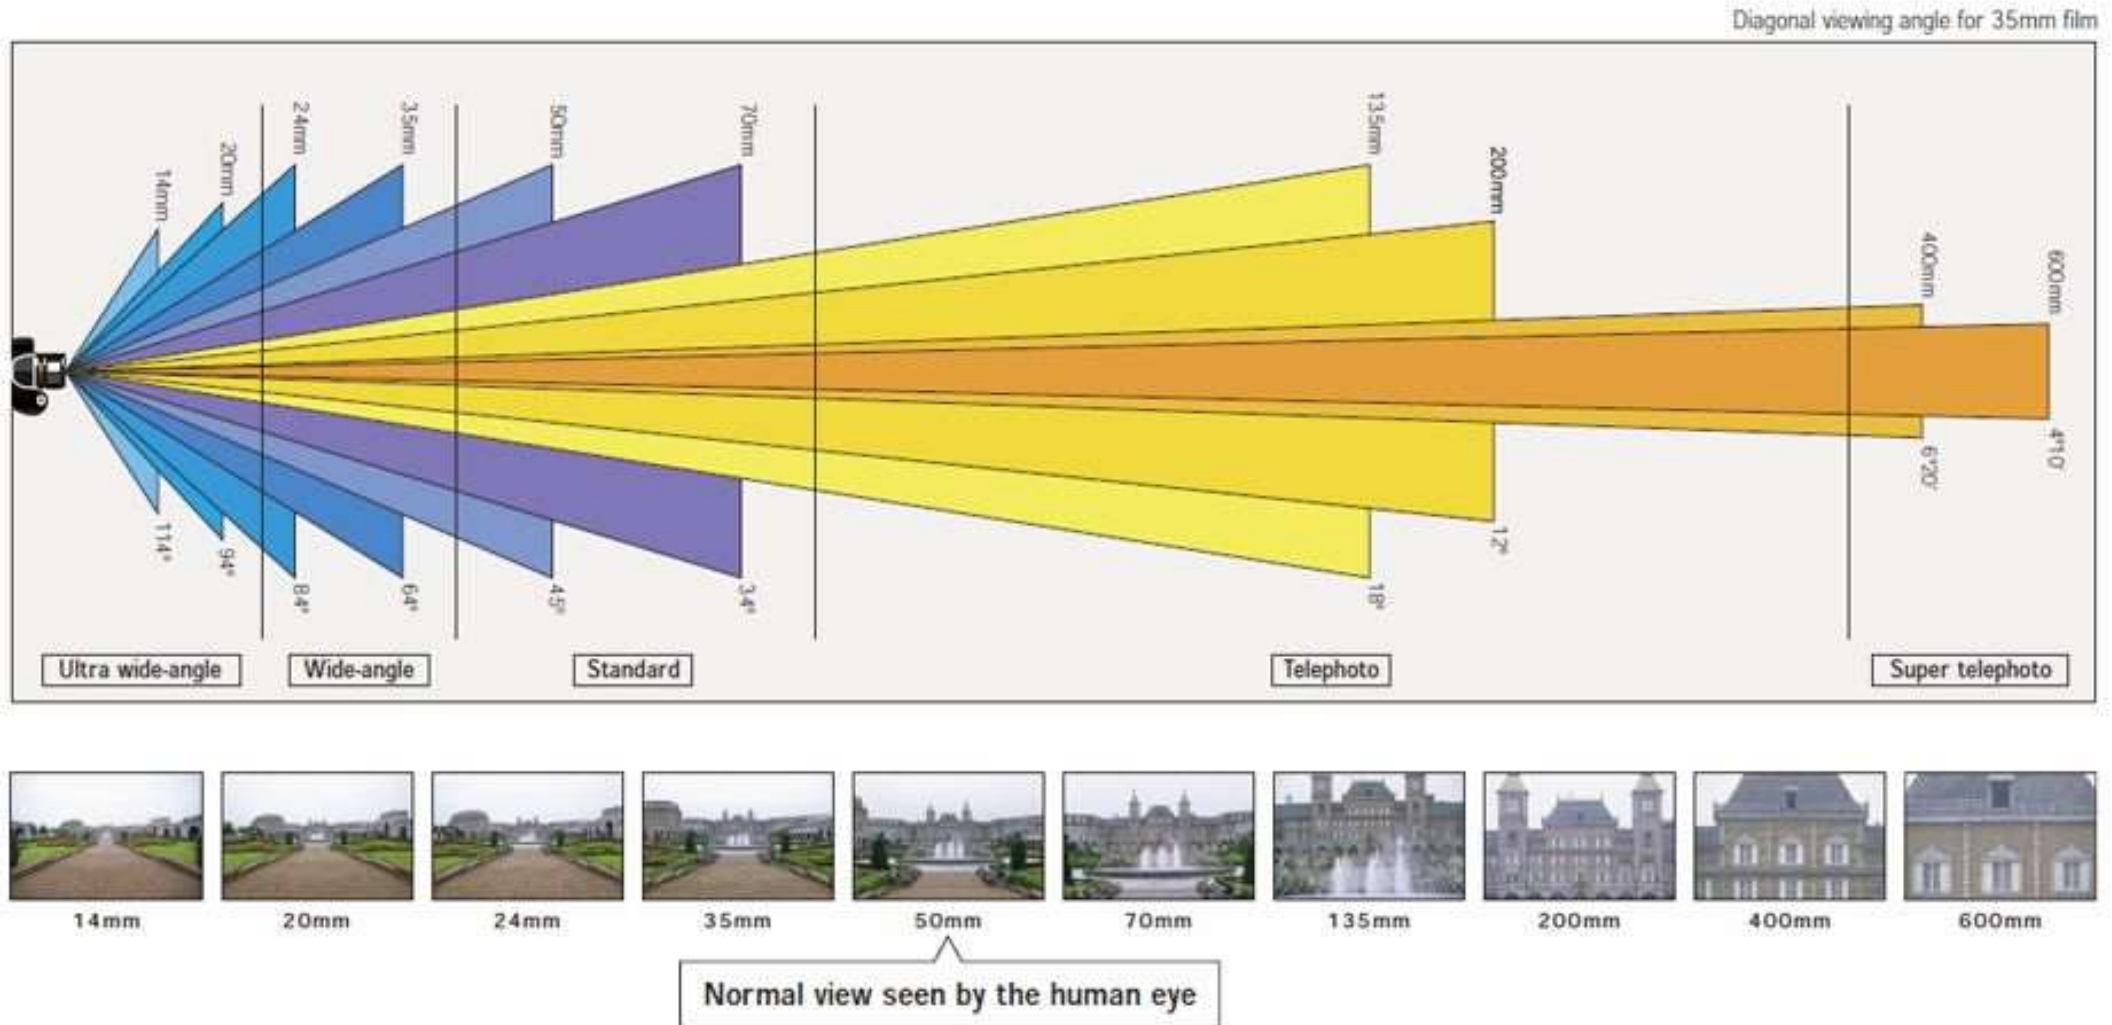 Diagonal viewing angle for 35mm film
14mm
20mm
24mm
35mm
50mm
70mm
135mm
200mm
400mm
600mm
114°
94°
84°
64°
45°
34°
18°
12°
6°20'
4°10'
Ultra wide-angle
Wide-angle
Standard
Telephoto
Super telephoto
14mm
20mm
24mm
35mm
50mm
70mm
135mm
200mm
400mm
600mm
Normal view seen by the human eye